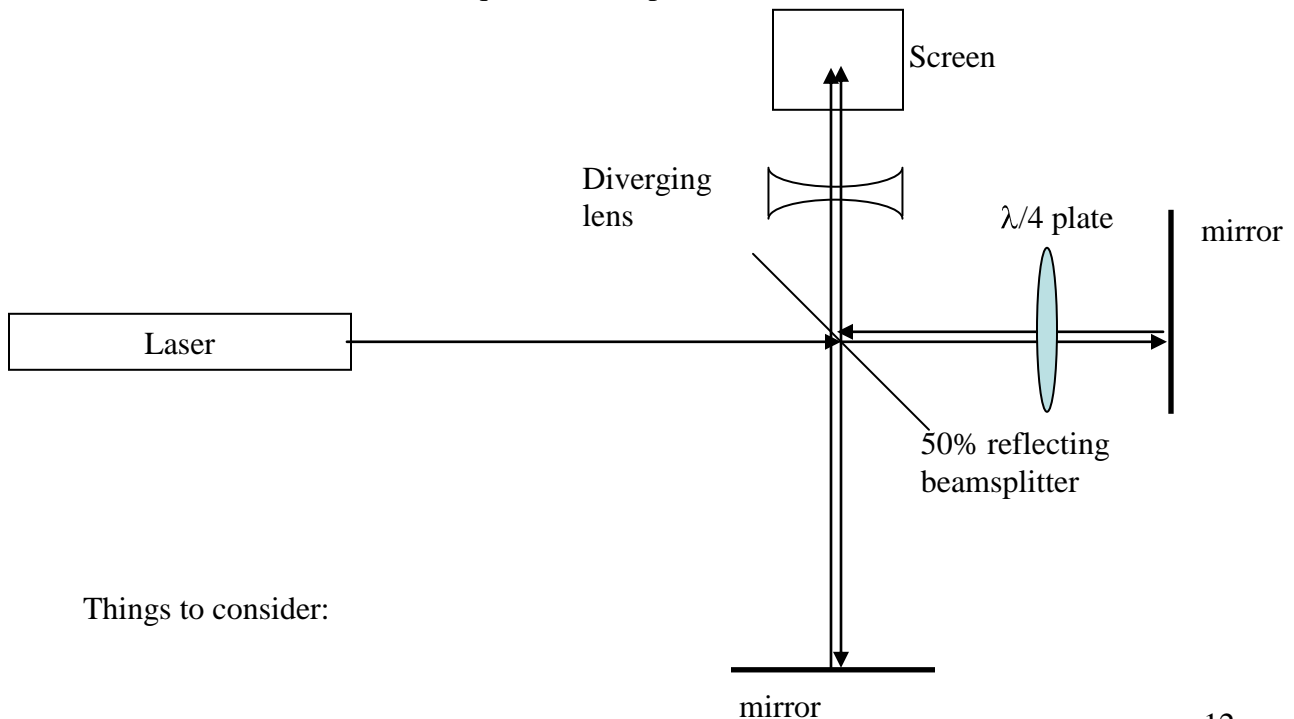 Screen
Diverging
lens
λ/4 plate
mirror
Laser
50% reflecting
beamsplitter
Things to consider:
mirror